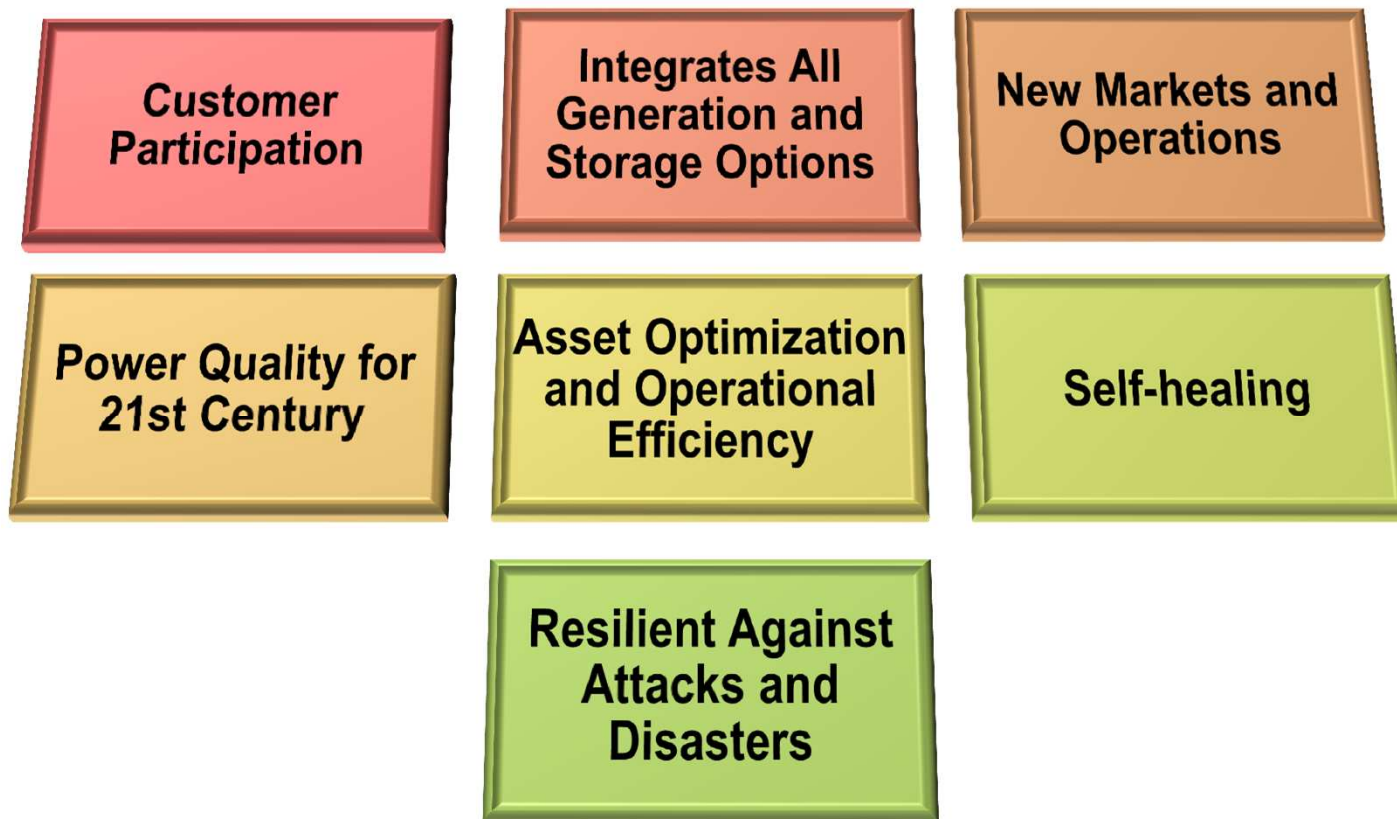 Customer
Participation
Integrates All
Generation and
Storage Options
New Markets and
Operations
Power Quality for
21st Century
Asset Optimization
and Operational
Efficiency
Self-healing
Resilient Against
Attacks and
Disasters